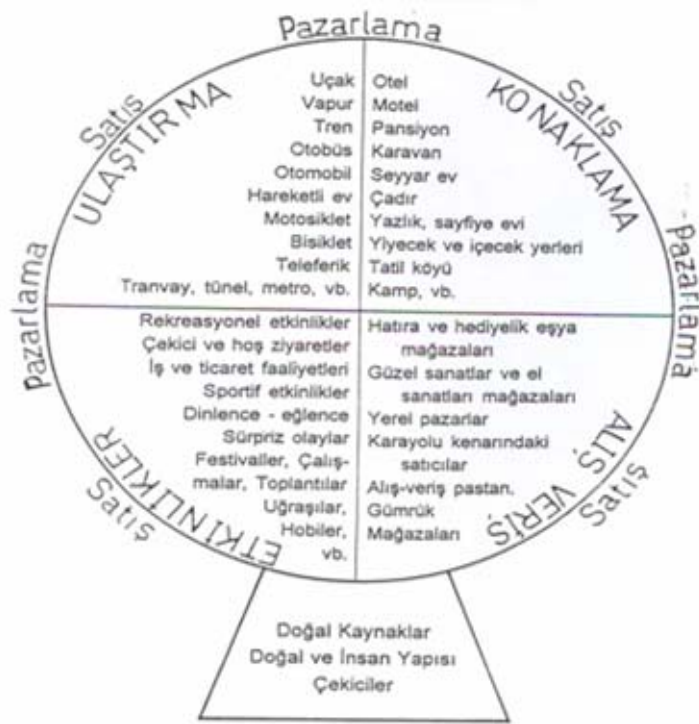 Pazarlama
Satış
ULAŞTIRMA
Uçak
Vapur
Tren
Otobüs
Otomobil
Hareketli ev
Motosiklet
Bisiklet
Teleferik
Tranvay, tünel, metro, vb.
Satış
KONAKLAMA
Otel
Motel
Pansiyon
Karavan
Seyyar ev
Çadır
Yazlık, sayfiye evi
Yiyecek ve içecek yerleri
Tatil köyü
Kamp, vb.
Pazarlama
pazarlama
Rekreasyonel etkinlikler
Çekici ve hoş ziyaretler
İş ve ticaret faaliyetleri
Sportif etkinlikler
Dinlence - eğlence
Sürpriz olaylar
Festivaller, Çalış-
malar, Toplantılar
Uğraşılar,
Hobiler,
vb.
ETKINLIKLER
Satış
Hatıra ve hediyelik eşya
mağazaları
Güzel sanatlar ve el
sanatları mağazaları
Yerel pazarlar
Karayolu kenarındaki
satıcılar
Alış-veriş pastan,
Gümrük
Mağazaları
ALIŞ VERİŞ
Satış
Doğal Kaynaklar
Doğal ve İnsan Yapısı
Çekiciler